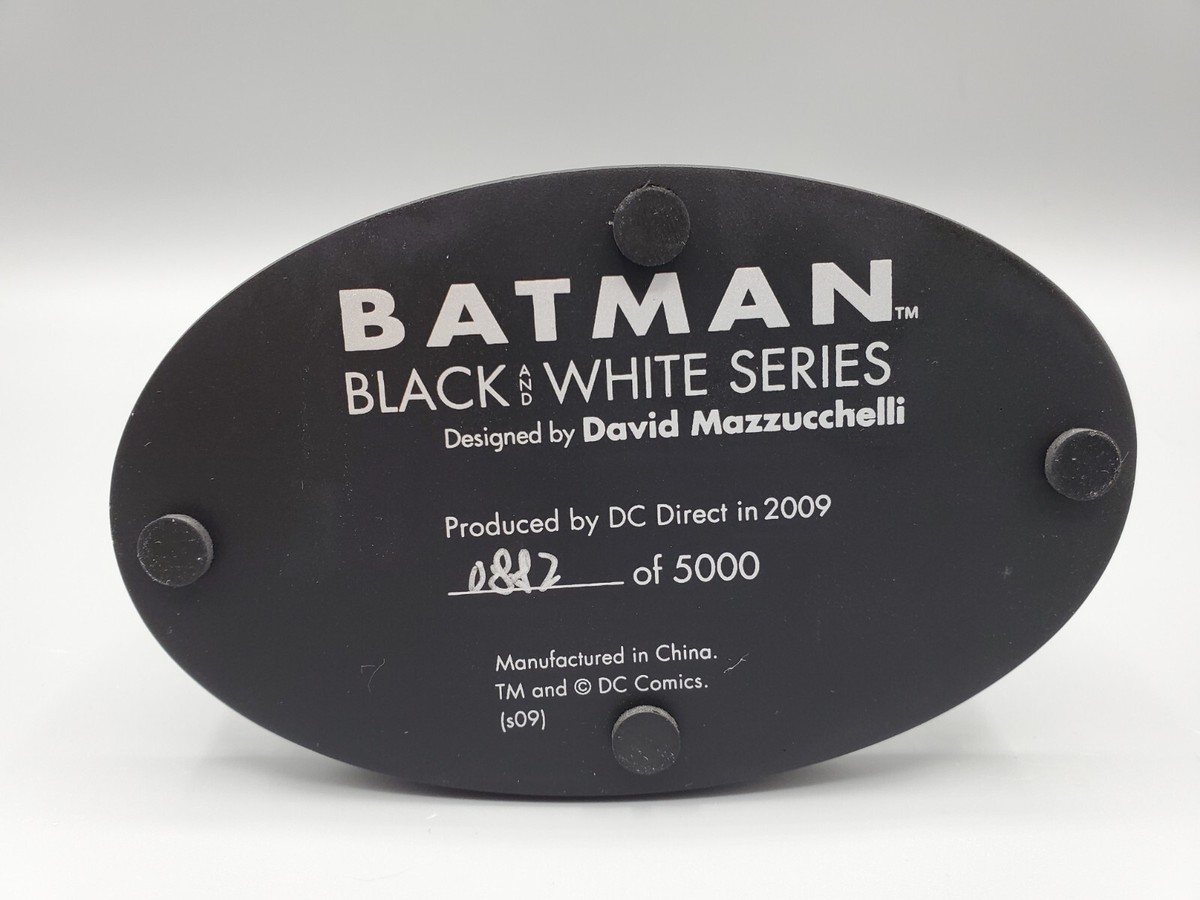 BATMAN™
BLACK AND WHITE SERIES
Designed by David Mazzucchelli
Produced by DC Direct in 2009
0882 of 5000
Manufactured in China.
TM and © DC Comics.
(s09)